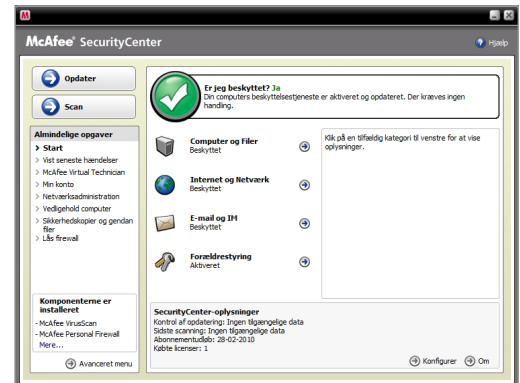 McAfee® SecurityCenter
Hjælp
Opdater
Scan
Almindelige opgaver
Start
Vist seneste hændelser
McAfee Virtual Technician
Min konto
Netværksadministration
Vedligehold computer
Sikkerhedskopier og gendan
filer
Lås firewall
Komponenterne er
installeret
- McAfee VirusScan
- McAfee Personal Firewall
Mere...
Avanceret menu
Er jeg beskyttet? Ja
Din computers beskyttelsestjeneste er aktiveret og opdateret. Der kræves ingen
handling.
Computer og Filer
Beskyttet
Internet og Netværk
Beskyttet
E-mail og IM
Beskyttet
Forældrestyring
Aktiveret
Klik på en tilfældig kategori til venstre for at vise
oplysninger.
SecurityCenter-oplysninger
Kontrol af opdatering: Ingen tilgængelige data
Sidste scanning: Ingen tilgængelige data
Abonnementudløb: 28-02-2010
Købte licenser: 1
Konfigurer
Om